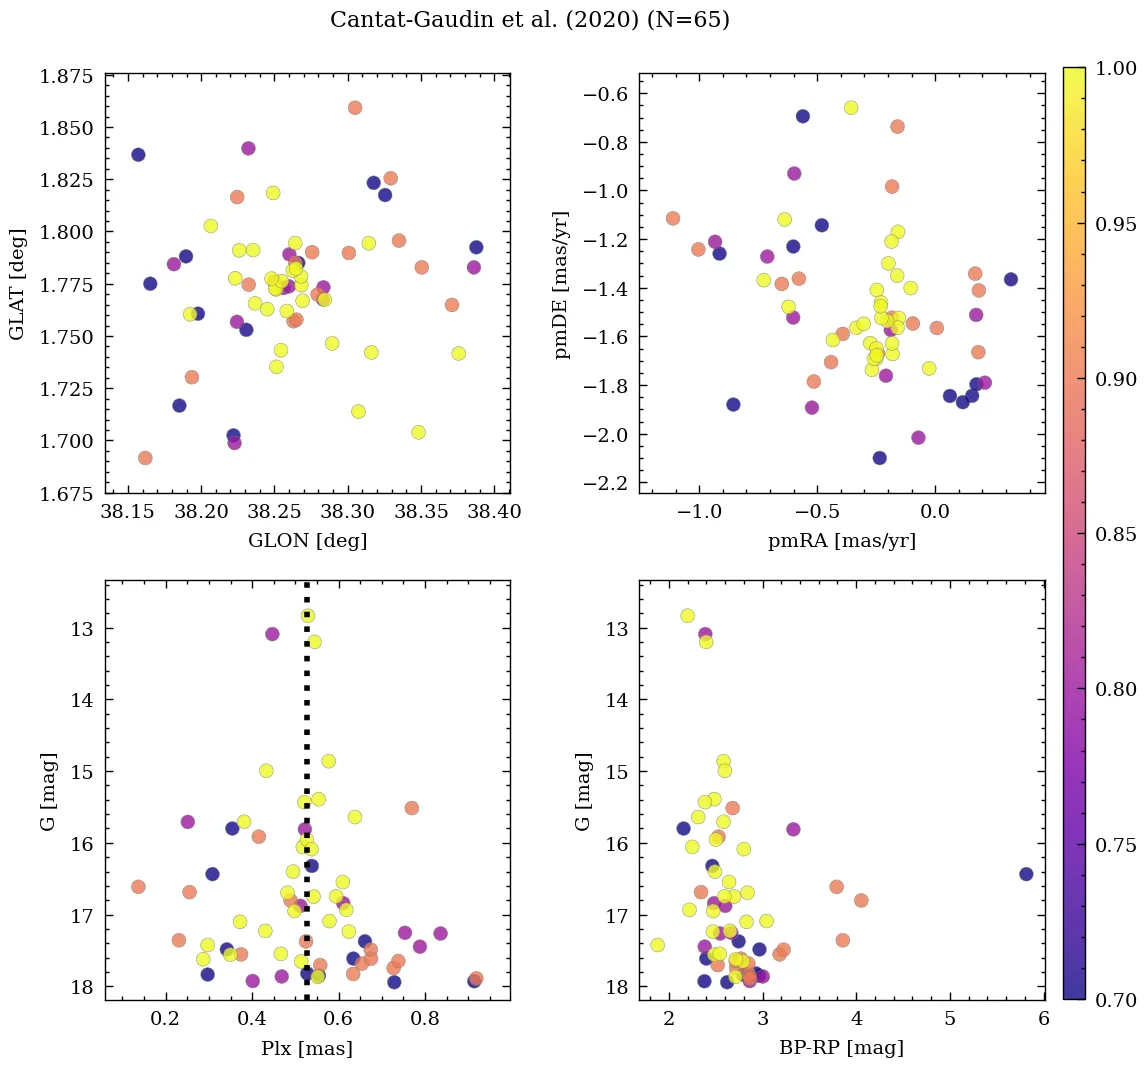 Cantat-Gaudin et al. (2020) (N=65)
1.875
1.850
1.825
1.800
1.775
1.750
1.725
1.700
1.675
GLAT [deg]
38.15 38.20 38.25 38.30 38.35 38.40
GLON [deg]
−0.6
−0.8
−1.0
−1.2
−1.4
−1.6
−1.8
−2.0
−2.2
pmDE [mas/yr]
−1.0 −0.5 0.0
pmRA [mas/yr]
13
14
15
16
17
18
G [mag]
0.2 0.4 0.6 0.8
Plx [mas]
13
14
15
16
17
18
G [mag]
2 3 4 5 6
BP-RP [mag]
1.00
0.95
0.90
0.85
0.80
0.75
0.70